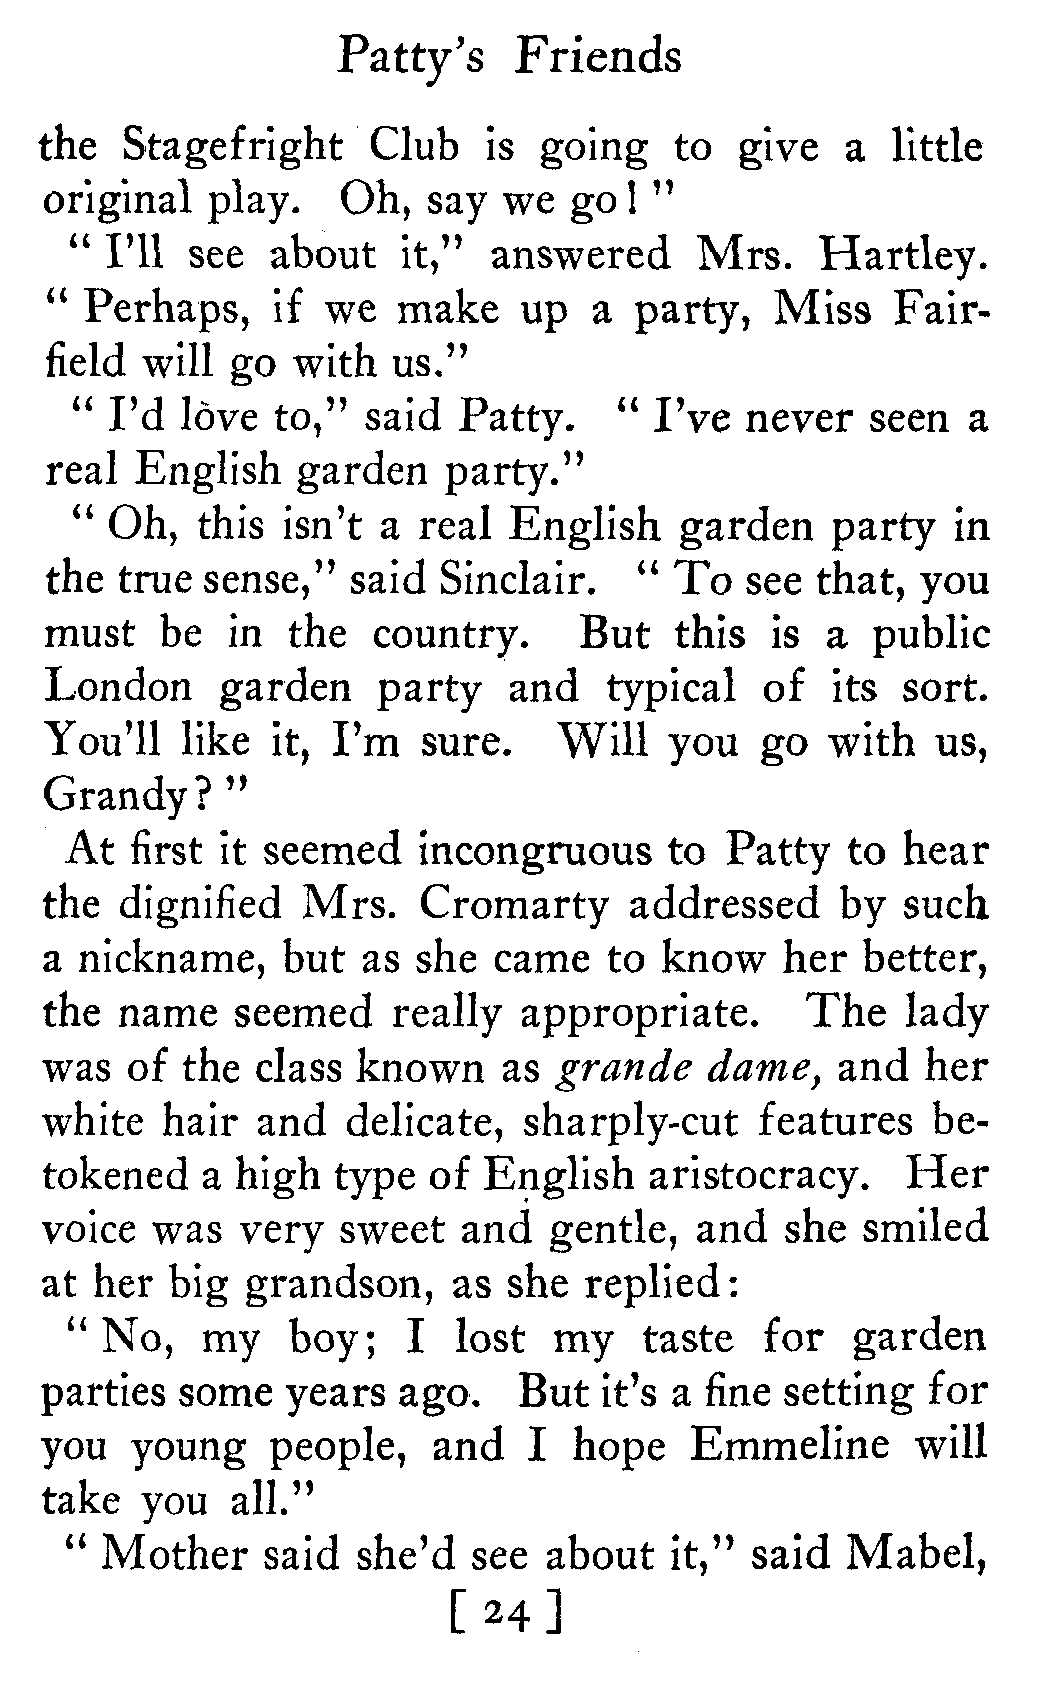 Patty's Friends
the Stagefright Club is going to give a little
original play. Oh, say we go! "
" I'll see about it," answered Mrs. Hartley.
" Perhaps, if we make up a party, Miss Fair-
field will go with us."
" I'd love to," said Patty. " I've never seen a
real English garden party."
" Oh, this isn't a real English garden party in
the true sense," said Sinclair. " To see that, you
must be in the country. But this is a public
London garden party and typical of its sort.
You'll like it, I'm sure. Will you go with us,
Grandy? "
At first it seemed incongruous to Patty to hear
the dignified Mrs. Cromarty addressed by such
a nickname, but as she came to know her better,
the name seemed really appropriate. The lady
was of the class known as grande dame, and her
white hair and delicate, sharply-cut features be-
tokened a high type of English aristocracy. Her
voice was very sweet and gentle, and she smiled
at her big grandson, as she replied:
" No, my boy; I lost my taste for garden
parties some years ago. But it's a fine setting for
you young people, and I hope Emmeline will
take you all."
" Mother said she'd see about it," said Mabel,
[ 24 ]